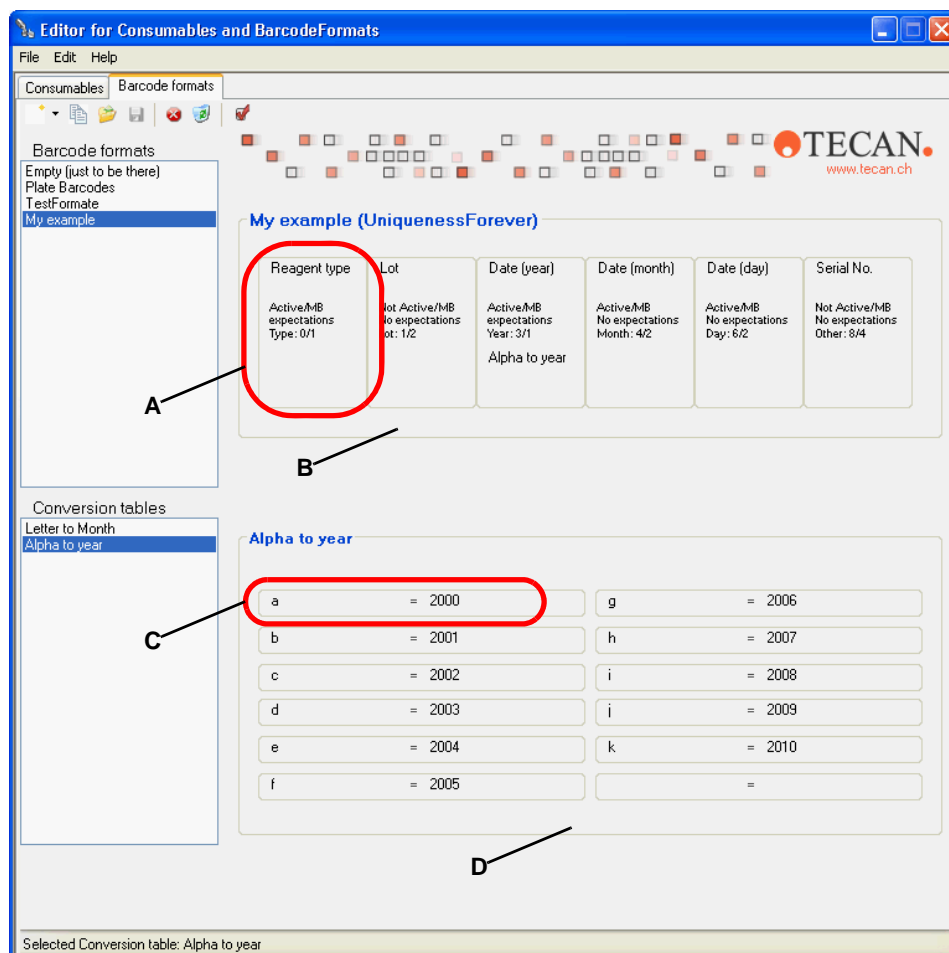 Editor for Consumables and BarcodeFormats
File Edit Help
Consumables Barcode formats
Barcode formats
Empty (just to be there)
Plate Barcodes
TestFormate
My example
TECAN.
www.tecan.ch
My example (UniquenessForever)
Reagent type
Active/MB
expectations
Type: 0/1
Lot
Not Active/MB
No expectations
Lot: 1/2
Date (year)
Active/MB
expectations
Year: 3/1
Alpha to year
Date (month)
Active/MB
No expectations
Month: 4/2
Date (day)
Active/MB
No expectations
Day: 6/2
Serial No.
Not Active/MB
No expectations
Other: 8/4
A
B
Conversion tables
Letter to Month
Alpha to year
Alpha to year
a = 2000
b = 2001
c = 2002
d = 2003
e = 2004
f = 2005
g = 2006
h = 2007
i = 2008
j = 2009
k = 2010
=
C
D
Selected Conversion table: Alpha to year